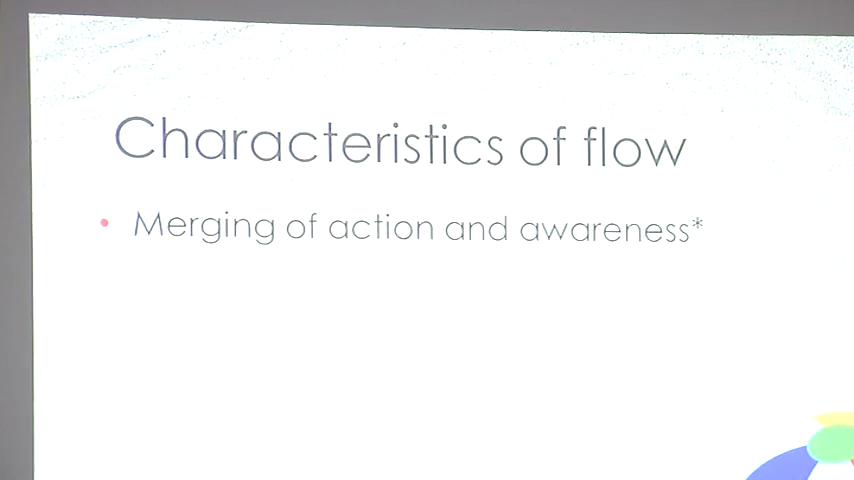 Characteristics of flow
• Merging of action and awareness*